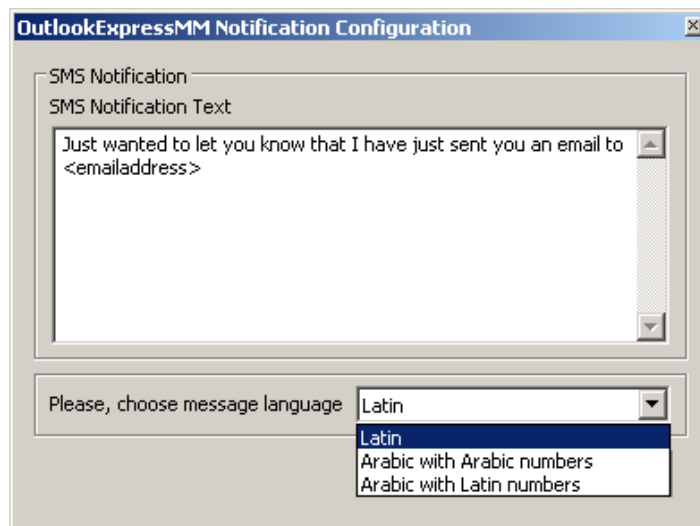 OutlookExpressMM Notification Configuration
SMS Notification
SMS Notification Text
Just wanted to let you know that I have just sent you an email to
<emailaddress>
Please, choose message language
Latin
Latin
Arabic with Arabic numbers
Arabic with Latin numbers